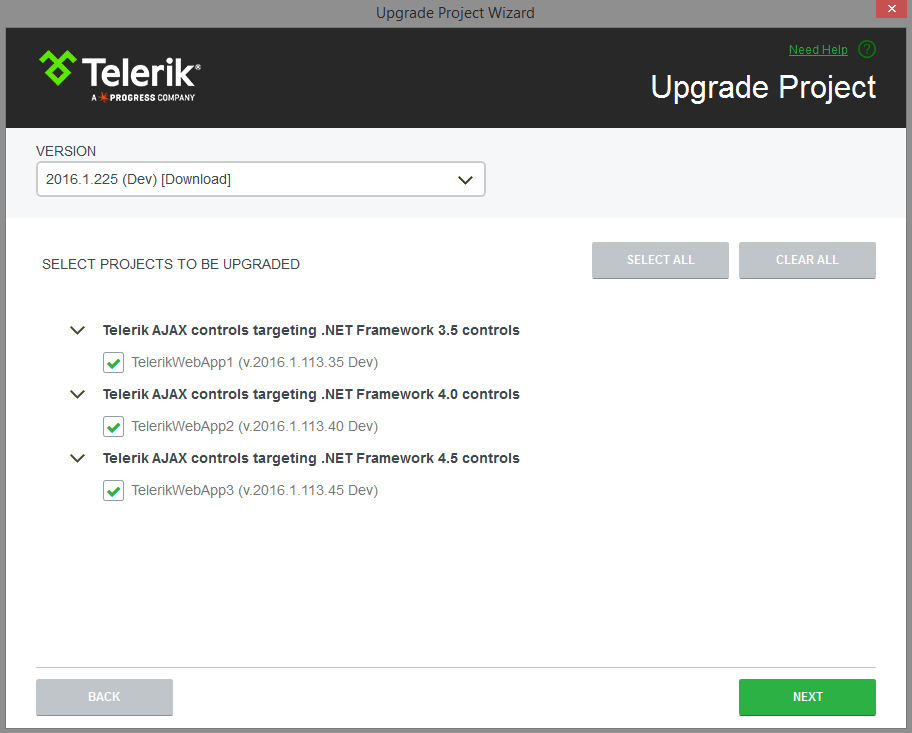 Upgrade Project Wizard
Need Help ?
Telerik®
A PROGRESS COMPANY
Upgrade Project
VERSION
2016.1.225 (Dev) [Download]
SELECT PROJECTS TO BE UPGRADED
SELECT ALL
CLEAR ALL
Telerik AJAX controls targeting .NET Framework 3.5 controls
TelerikWebApp1 (v.2016.1.113.35 Dev)
Telerik AJAX controls targeting .NET Framework 4.0 controls
TelerikWebApp2 (v.2016.1.113.40 Dev)
Telerik AJAX controls targeting .NET Framework 4.5 controls
TelerikWebApp3 (v.2016.1.113.45 Dev)
BACK
NEXT